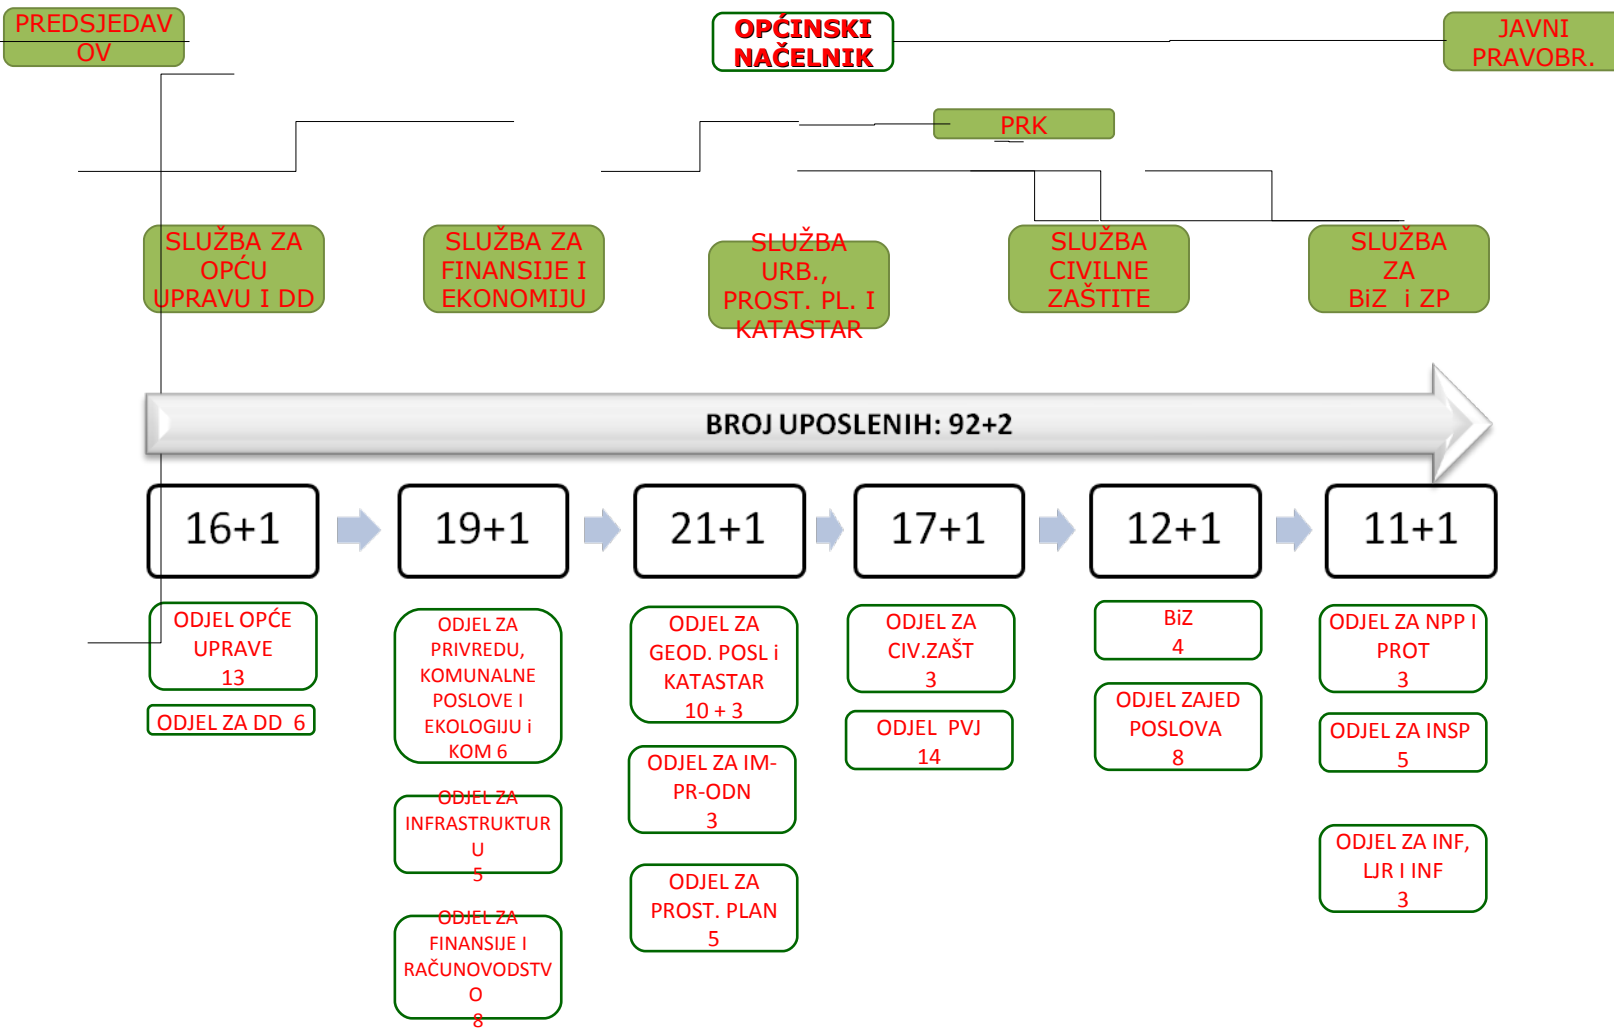 PREDSJEDAV
OV
OPĆINSKI
NAČELNIK
JAVNI
PRAVOBR.
PRK
SLUŽBA ZA
OPĆU
UPRAVU I DD
SLUŽBA ZA
FINANSIJE I
EKONOMIJU
SLUŽBA
URB.,
PROST. PL. I
KATASTAR
SLUŽBA
CIVILNE
ZAŠTITE
SLUŽBA
ZA
BiZ i ZP
BROJ UPOSLENIH: 92+2
16+1
19+1
21+1
17+1
12+1
11+1
ODJEL OPĆE
UPRAVE
13
ODJEL ZA DD 6
ODJEL ZA
PRIVREDU,
KOMUNALNE
POSLOVE I
EKOLOGIJU i
KOM 6
ODJEL ZA
INFRASTRUKTUR
U
5
ODJEL ZA
FINANSIJE I
RAČUNOVODSTV
O
8
ODJEL ZA
GEOD. POSL i
KATASTAR
10 + 3
ODJEL ZA IM-
PR-ODN
3
ODJEL ZA
PROST. PLAN
5
ODJEL ZA
CIV.ZAŠT
3
ODJEL PVJ
14
BiZ
4
ODJEL ZAJED
POSLOVA
8
ODJEL ZA NPP I
PROT
3
ODJEL ZA INSP
5
ODJEL ZA INF,
LJR I INF
3